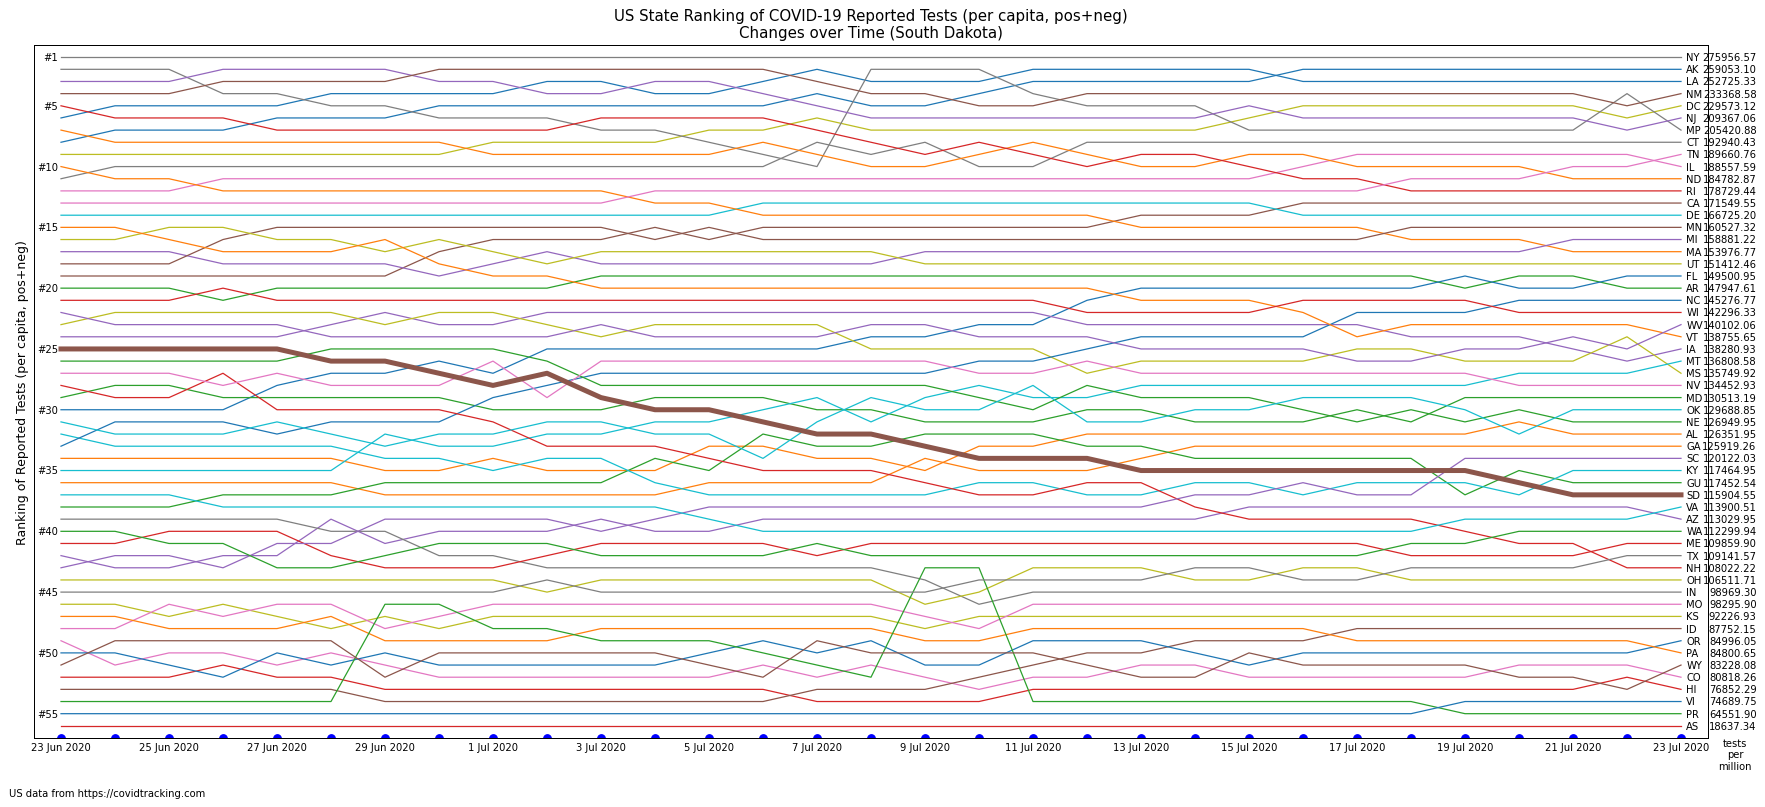 US State Ranking of COVID-19 Reported Tests (per capita, pos+neg)
Changes over Time (South Dakota)
Ranking of Reported Tests (per capita, pos+neg)
#1
#5
#10
#15
#20
#25
#30
#35
#40
#45
#50
#55
NY 275956.57
AK 259053.10
LA 252725.33
NM 233368.58
DC 229573.12
NJ 209367.06
MP 205420.88
CT 192940.43
TN 189660.76
IL 188557.59
ND 184782.87
RI 178729.44
CA 171549.55
DE 166725.20
MN 160527.32
MI 158881.22
MA 153976.77
UT 151412.46
FL 149500.95
AR 147947.61
NC 145276.77
WI 142296.33
WV 140102.06
VT 138755.65
IA 138280.93
MT 136808.58
MS 135749.92
NV 134452.93
MD 130513.19
OK 129688.85
NE 126949.95
AL 126351.95
GA 125919.26
SC 120122.03
KY 117464.95
GU 117452.54
SD 115904.55
VA 113900.51
AZ 113029.95
WA 112299.94
ME 109859.90
TX 109141.57
NH 108022.22
OH 106511.71
IN 98969.30
MO 98295.90
KS 92226.93
ID 87752.15
OR 84996.05
PA 84800.65
WY 83228.08
CO 80818.26
HI 76852.29
VI 74689.75
PR 64551.90
AS 18637.34
23 Jun 2020 25 Jun 2020 27 Jun 2020 29 Jun 2020 1 Jul 2020 3 Jul 2020 5 Jul 2020 7 Jul 2020 9 Jul 2020 11 Jul 2020 13 Jul 2020 15 Jul 2020 17 Jul 2020 19 Jul 2020 21 Jul 2020 23 Jul 2020
tests
per
million
US data from https://covidtracking.com